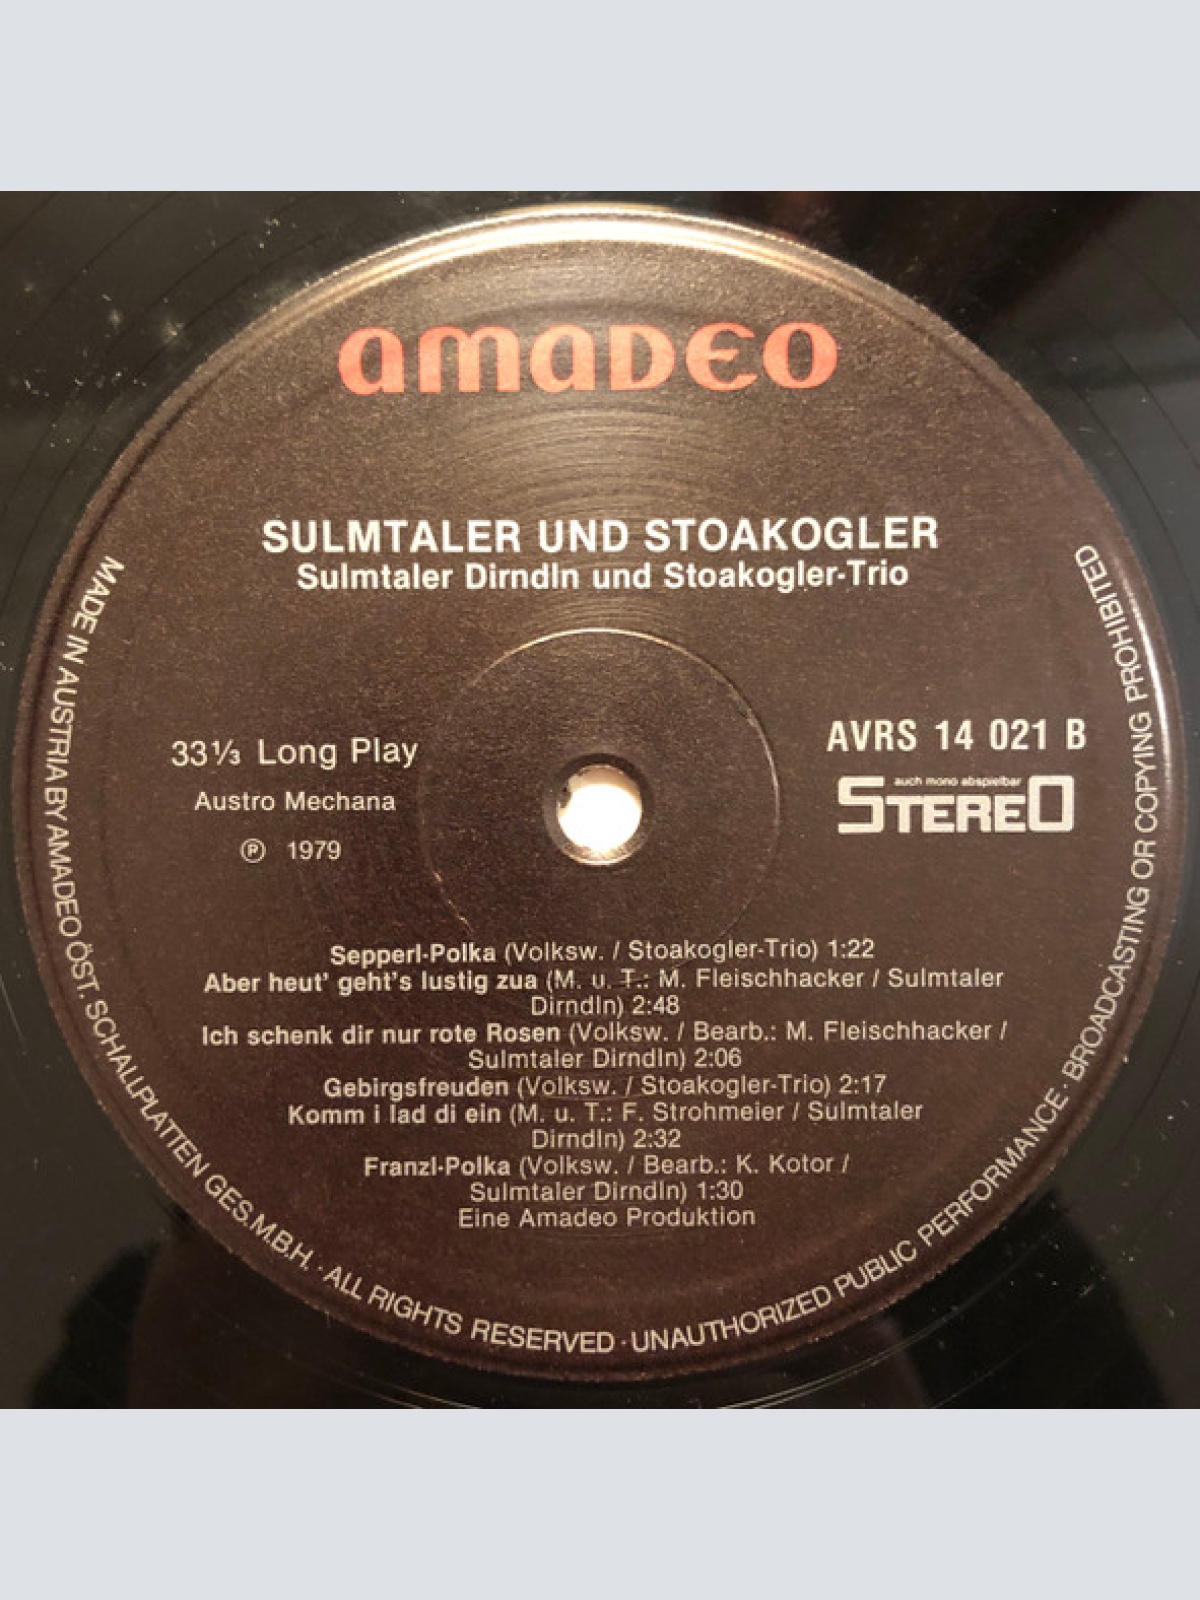 amaDEO
SULMTALER UND STOAKOGLER
Sulmtaler Dirndln und Stoakogler-Trio
33⅓ Long Play
Austro Mechana
℗ 1979
AVRS 14 021 B
auch mono abspielbar
STEREO
Sepperl-Polka (Volksw. / Stoakogler-Trio) 1:22
Aber heut' geht's lustig zua (M. u. T.: M. Fleischhacker / Sulmtaler
Dirndln) 2:48
Ich schenk dir nur rote Rosen (Volksw. / Bearb.: M. Fleischhacker /
Sulmtaler Dirndln) 2:06
Gebirgsfreuden (Volksw. / Stoakogler-Trio) 2:17
Komm i lad di ein (M. u. T.: F. Strohmeier / Sulmtaler
Dirndln) 2:32
Franzl-Polka (Volksw. / Bearb.: K. Kotor /
Sulmtaler Dirndln) 1:30
Eine Amadeo Produktion
MADE IN AUSTRIA BY AMADEO ÖST. SCHALLPLATTEN GES.M.B.H. · ALL RIGHTS RESERVED · UNAUTHORIZED PUBLIC PERFORMANCE · BROADCASTING OR COPYING PROHIBITED